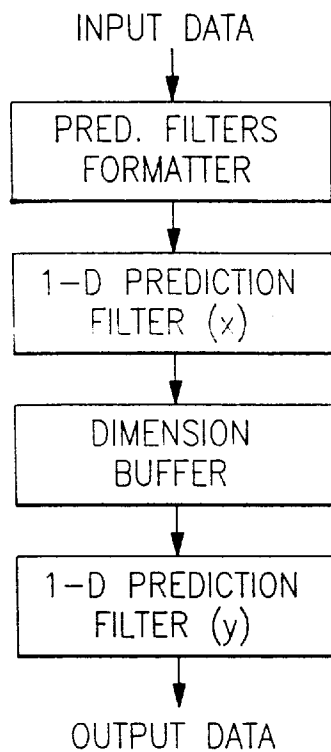 INPUT DATA
PRED. FILTERS
FORMATTER
1-D PREDICTION
FILTER (x)
DIMENSION
BUFFER
1-D PREDICTION
FILTER (y)
OUTPUT DATA